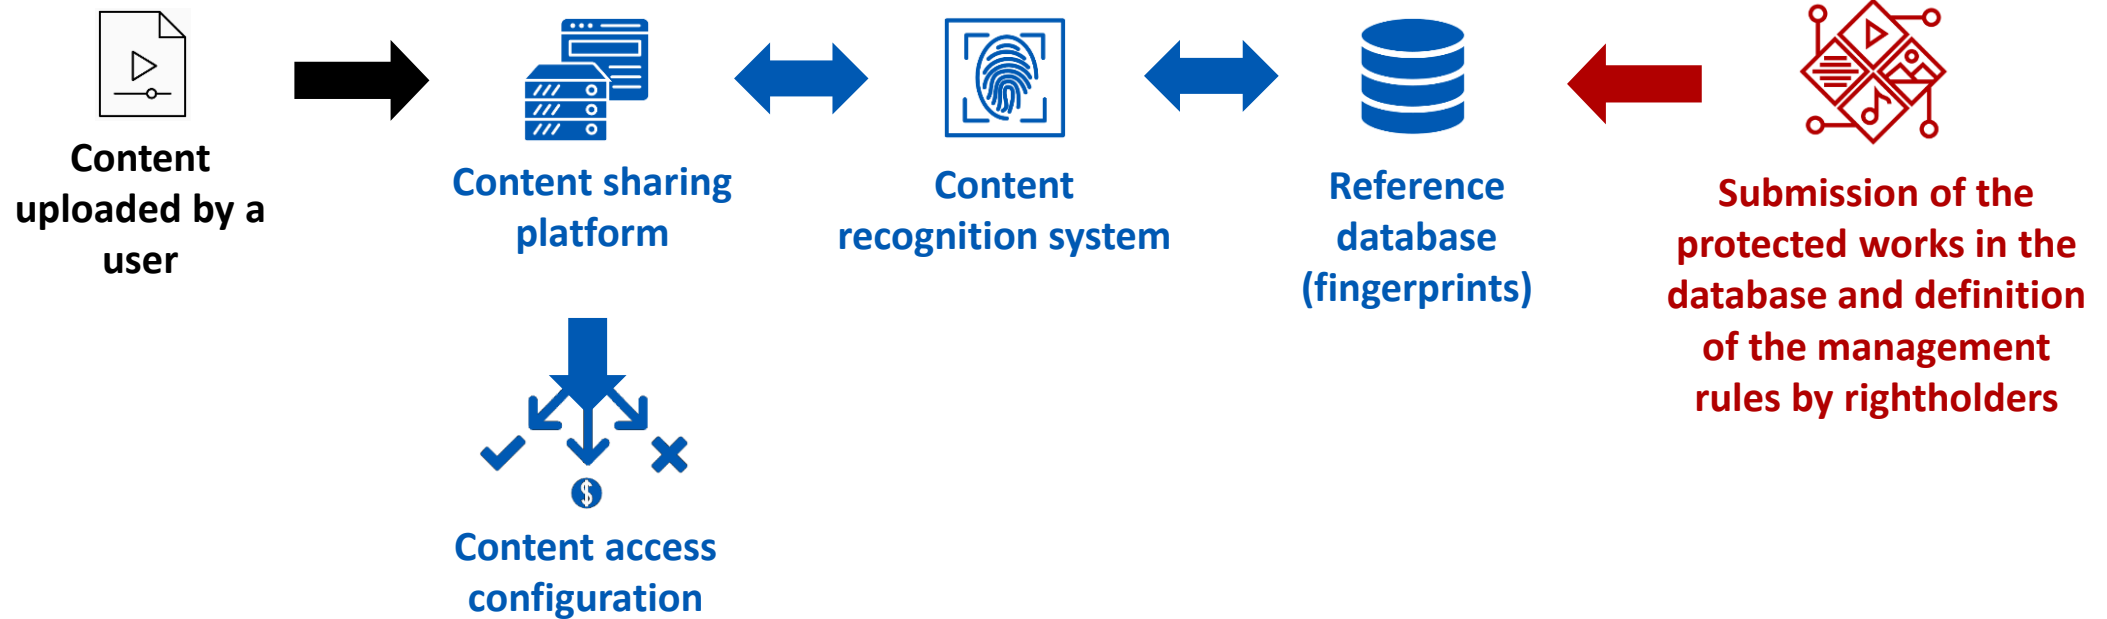 Content
uploaded by a
user
Content sharing
platform
Content
recognition system
Reference
database
(fingerprints)
Submission of the
protected works in the
database and definition
of the management
rules by rightholders
$
Content access
configuration